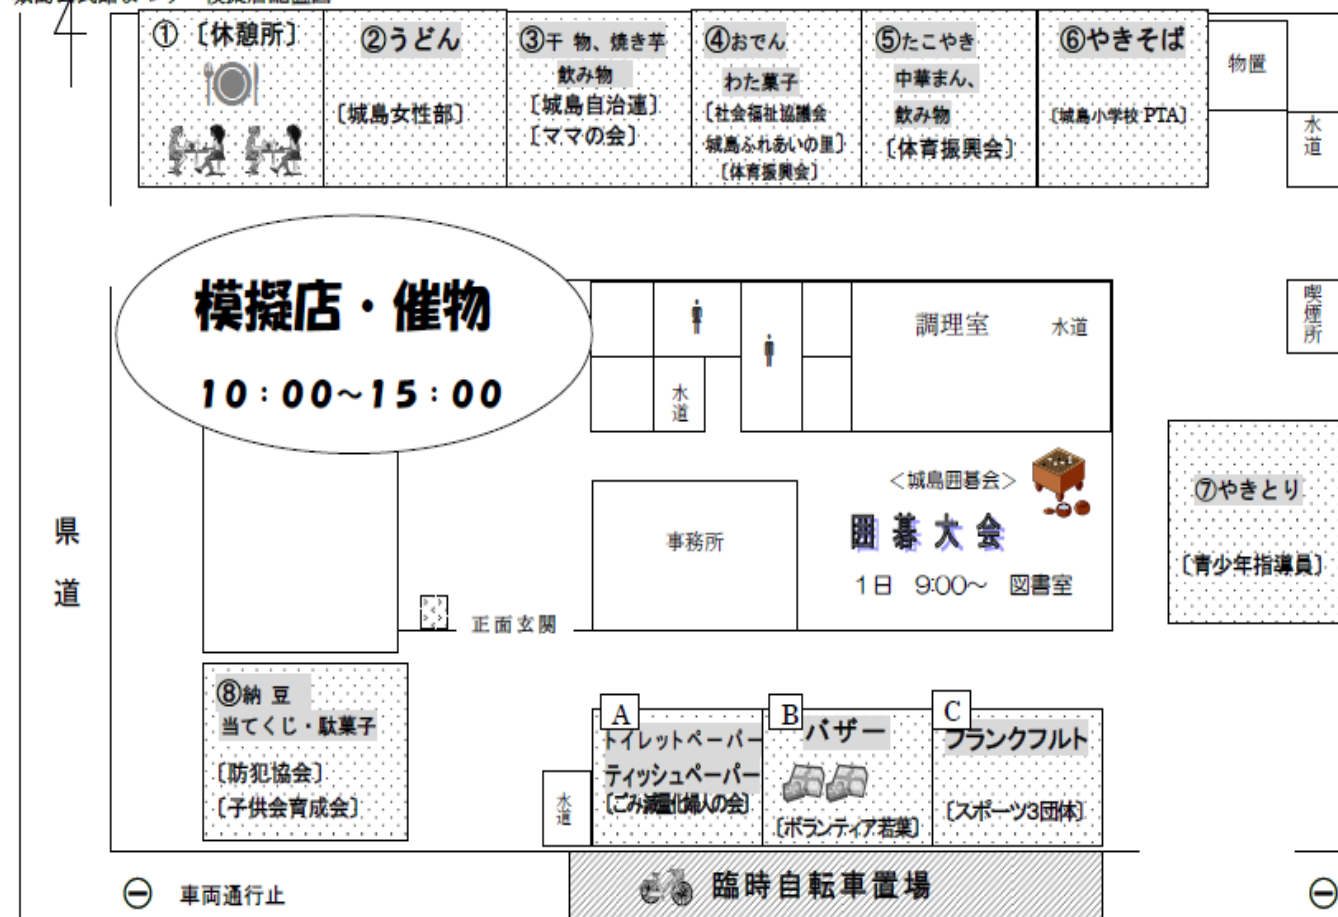 ①〔休憩所〕
②うどん
〔城島女性部〕
③干 物、焼き芋
飲み物
〔城島自治連〕
〔ママの会〕
④おでん
わた菓子
〔社会福祉協議会
城島ふれあいの里〕
〔体育振興会〕
⑤たこやき
中華まん、
飲み物
〔体育振興会〕
⑥やきそば
〔城島小学校 PTA〕
物置
水道
模擬店・催物
10：00～15：00
水道
調理室
水道
喫煙所
県道
事務所
＜城島囲碁会＞
囲碁大会
1日 9:00～ 図書室
⑦やきとり
〔青少年指導員〕
正面玄関
⑧納 豆
当てくじ・駄菓子
〔防犯協会〕
〔子供会育成会〕
水道
A
トイレットペーパー
ティッシュペーパー
〔ごみ減量化婦人の会〕
B
バザー
〔ボランティア若葉〕
C
フランクフルト
〔スポーツ3団体〕
車両通行止
臨時自転車置場